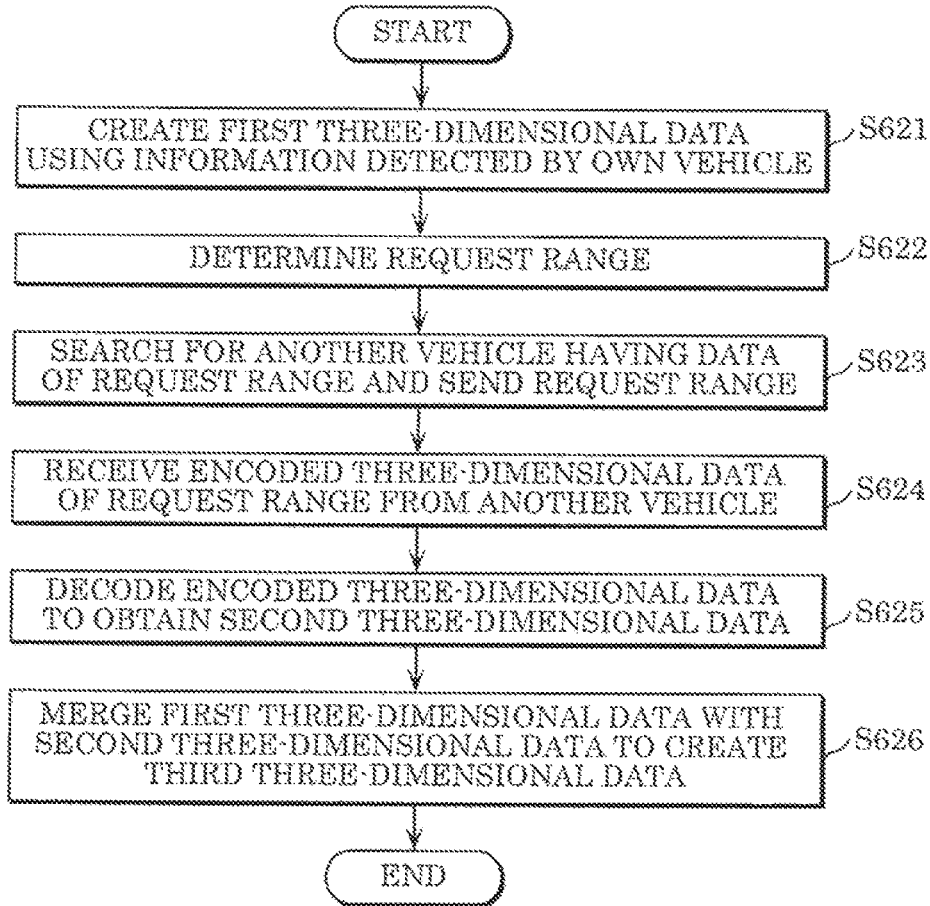 START
CREATE FIRST THREE-DIMENSIONAL DATA
USING INFORMATION DETECTED BY OWN VEHICLE
S621
DETERMINE REQUEST RANGE
S622
SEARCH FOR ANOTHER VEHICLE HAVING DATA
OF REQUEST RANGE AND SEND REQUEST RANGE
S623
RECEIVE ENCODED THREE-DIMENSIONAL DATA
OF REQUEST RANGE FROM ANOTHER VEHICLE
S624
DECODE ENCODED THREE-DIMENSIONAL DATA
TO OBTAIN SECOND THREE-DIMENSIONAL DATA
S625
MERGE FIRST THREE-DIMENSIONAL DATA WITH
SECOND THREE-DIMENSIONAL DATA TO CREATE
THIRD THREE-DIMENSIONAL DATA
S626
END